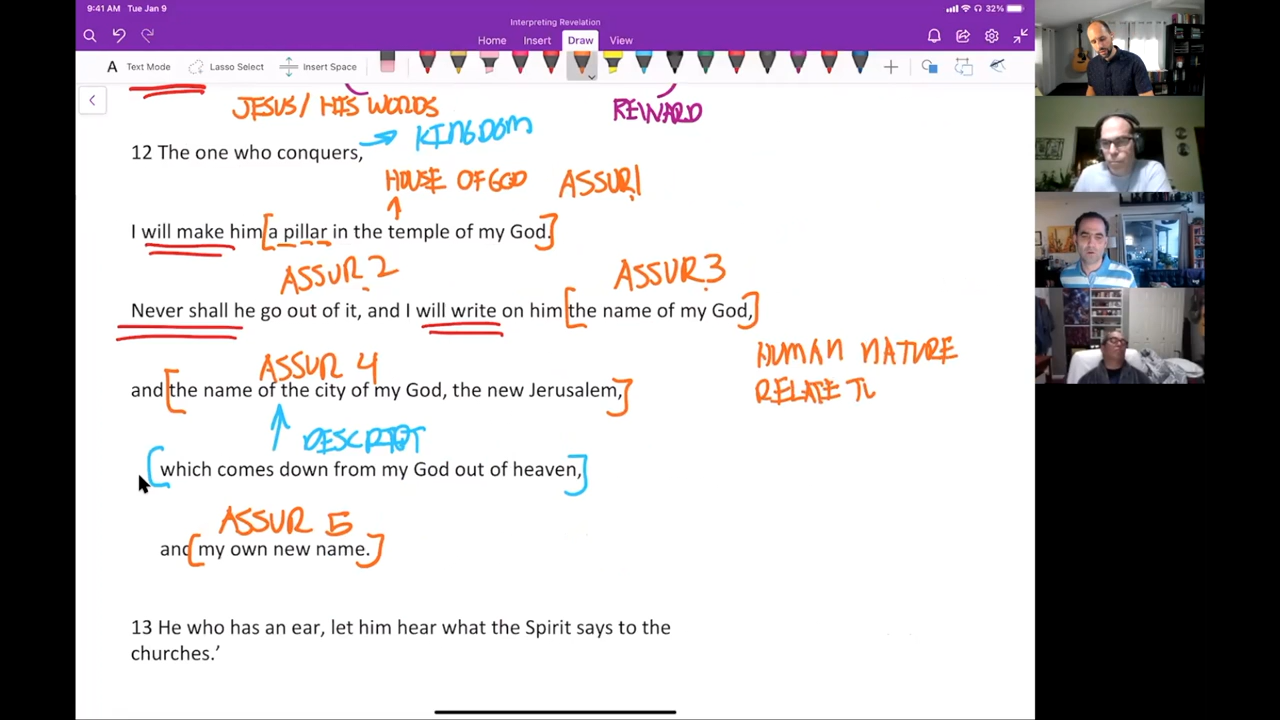 9:41 AM Tue Jan 9
32%
Interpreting Revelation
Home Insert Draw View
A Text Mode Lasso Select Insert Space
JESUS/ HIS WORDS
REWARD
KINGDOM
12 The one who conquers,
HOUSE OF GOD ASSUR1
I will make him [a pillar in the temple of my God.]
ASSUR 2 ASSUR 3
Never shall he go out of it, and I will write on him [the name of my God,]
HUMAN NATURE
ASSUR 4
and [the name of the city of my God, the new Jerusalem,]
RELATE TO
DESCRIPT
[which comes down from my God out of heaven,]
ASSUR 5
and [my own new name.]
13 He who has an ear, let him hear what the Spirit says to the
churches.’